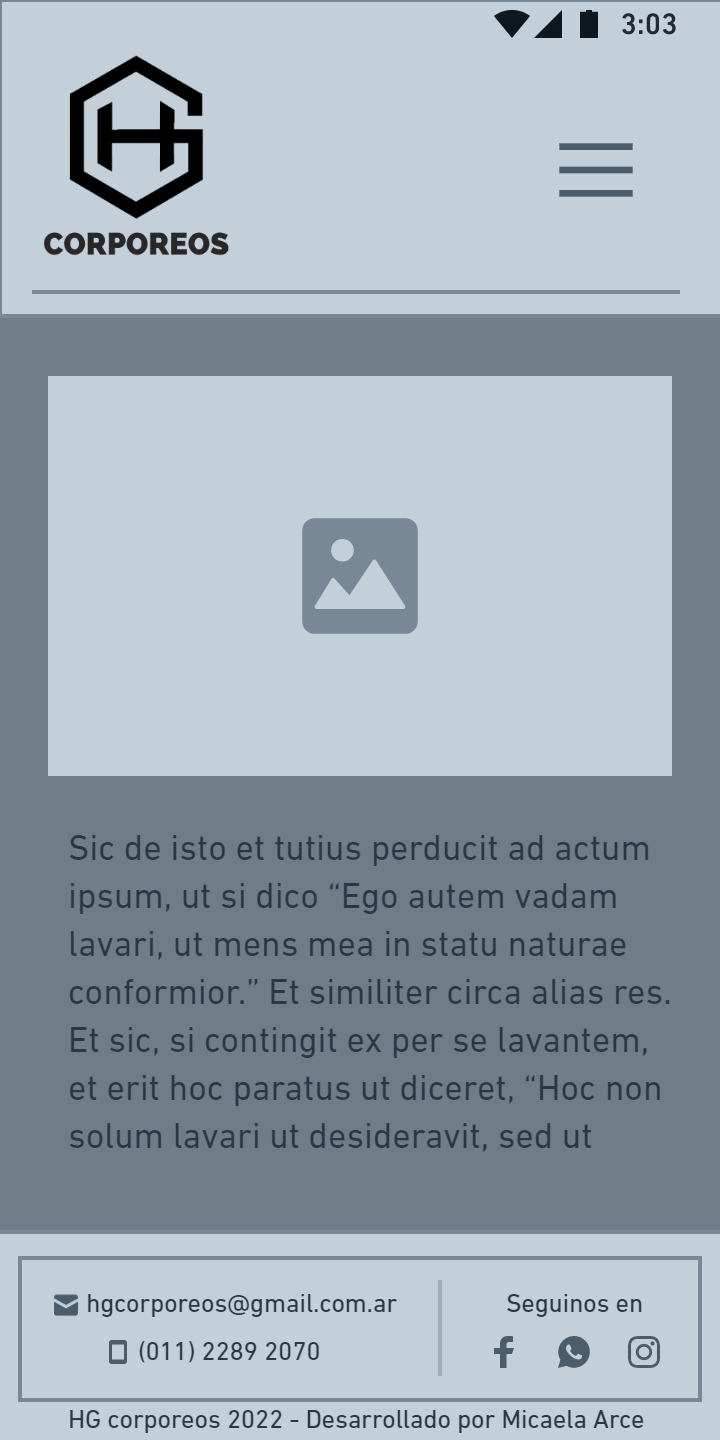 3:03
HG
CORPOREOS
Sic de isto et tutius perducit ad actum
ipsum, ut si dico “Ego autem vadam
lavari, ut mens mea in statu naturae
conformior.” Et similiter circa alias res.
Et sic, si contingit ex per se lavantem,
et erit hoc paratus ut diceret, “Hoc non
solum lavari ut desideravit, sed ut
hgcorporeos@gmail.com.ar
(011) 2289 2070
Seguinos en
HG corporeos 2022 - Desarrollado por Micaela Arce